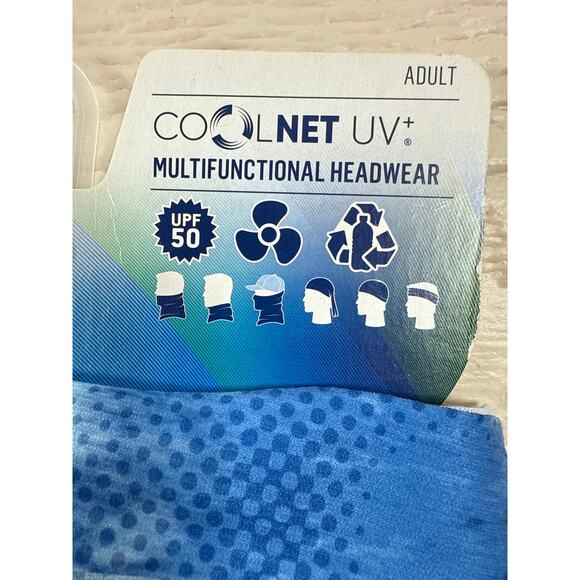 ADULT
COOLNET UV+®
MULTIFUNCTIONAL HEADWEAR
UPF
50